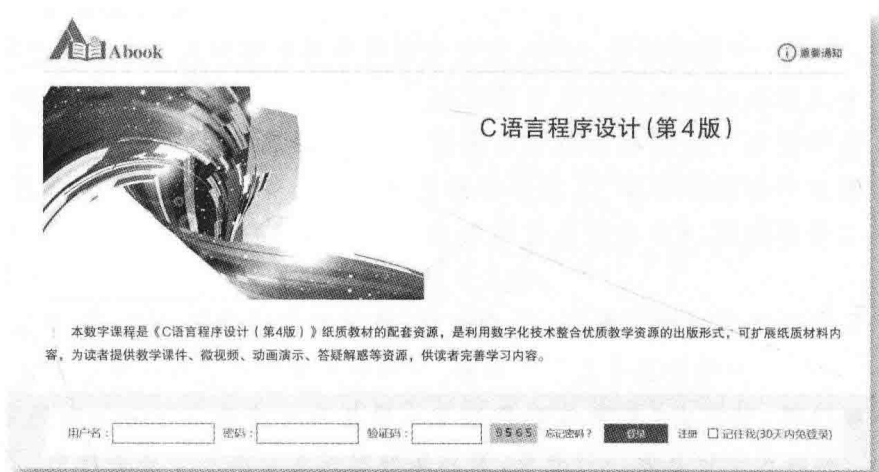 Abook
重要通知
C语言程序设计(第4版)
本数字课程是《C语言程序设计(第4版)》纸质教材的配套资源,是利用数字化技术整合优质教学资源的出版形式,可扩展纸质材料内
容,为读者提供教学课件、微视频、动画演示、答疑解惑等资源,供读者完善学习内容。
用户名: 密码: 验证码: 9565 忘记密码? 登录 注册 记住我(30天内免登录)